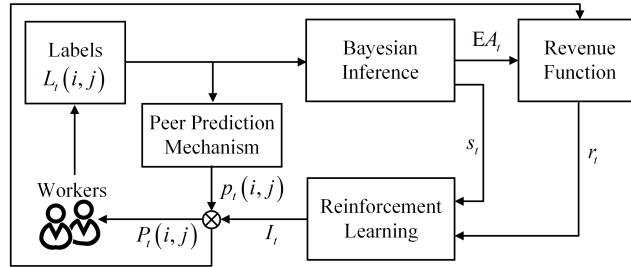 Labels
L_t(i, j)
Bayesian
Inference
EA_t
Revenue
Function
Peer Prediction
Mechanism
s_t
r_t
Workers
p_t(i, j)
P_t(i, j)
I_t
Reinforcement
Learning